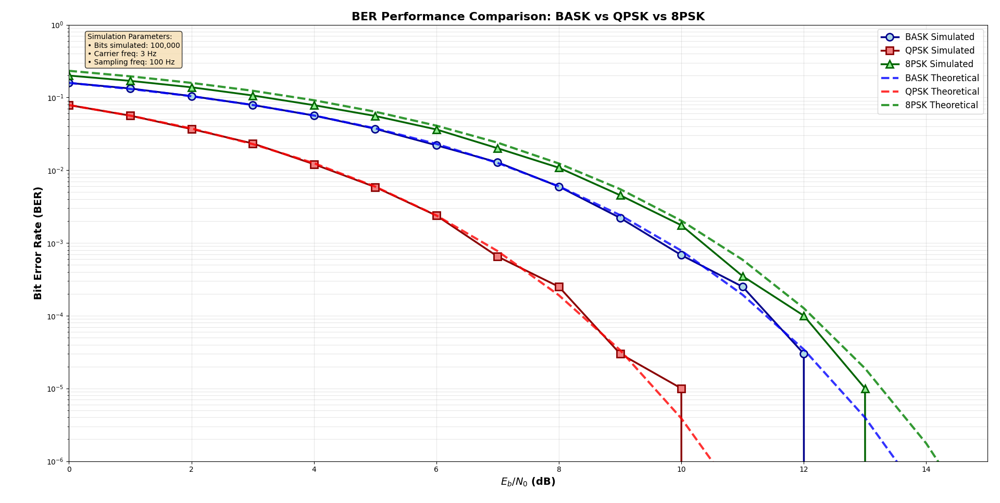 BER Performance Comparison: BASK vs QPSK vs 8PSK
Simulation Parameters:
• Bits simulated: 100,000
• Carrier freq: 3 Hz
• Sampling freq: 100 Hz
BASK Simulated
QPSK Simulated
8PSK Simulated
BASK Theoretical
QPSK Theoretical
8PSK Theoretical
Bit Error Rate (BER)
10⁰
10⁻¹
10⁻²
10⁻³
10⁻⁴
10⁻⁵
10⁻⁶
0 2 4 6 8 10 12 14
E_b/N_0 (dB)